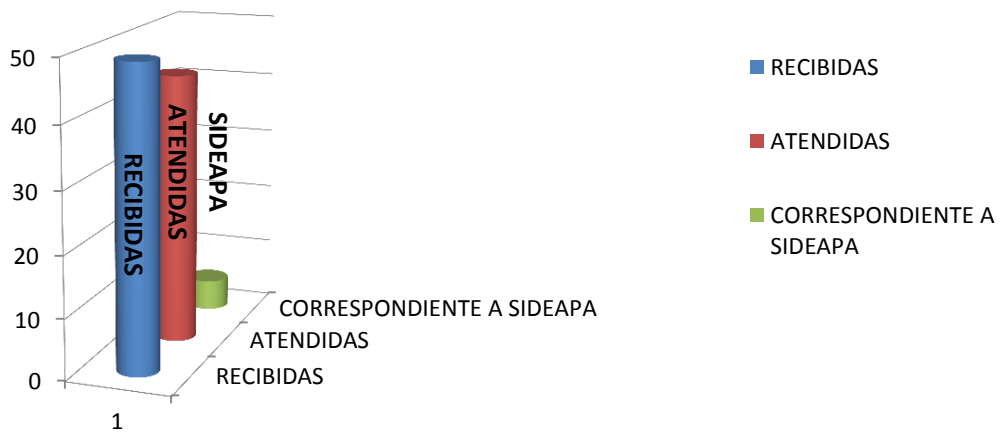 50
40
30
20
10
0
RECIBIDAS
ATENDIDAS
SIDEAPA
CORRESPONDIENTE A SIDEAPA
ATENDIDAS
RECIBIDAS
1
RECIBIDAS
ATENDIDAS
CORRESPONDIENTE A
SIDEAPA